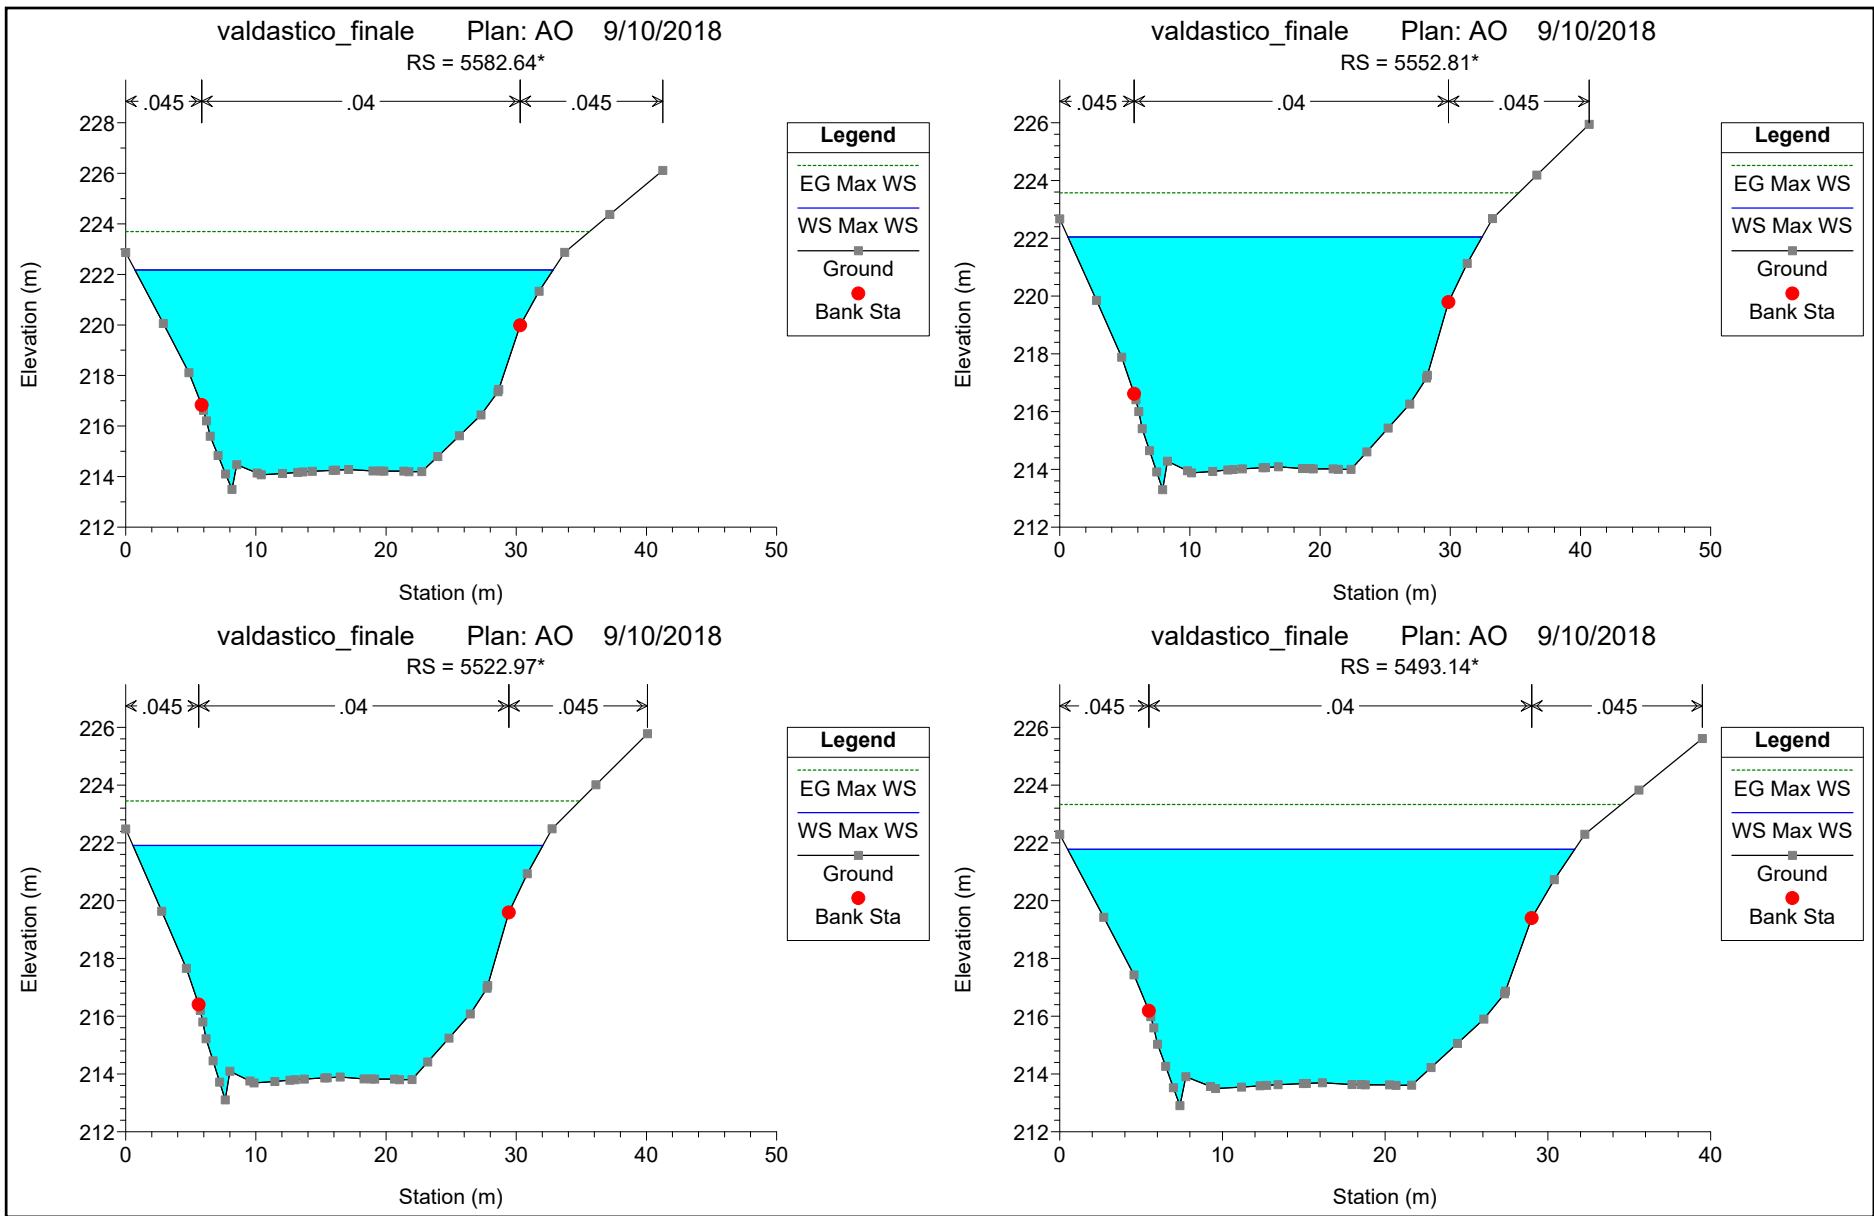 valdastico_finale Plan: AO 9/10/2018
RS = 5582.64*
.045 .04 .045
228
226
224
222
220
218
216
214
212
0 10 20 30 40 50
Station (m)
Elevation (m)
Legend
EG Max WS
WS Max WS
Ground
Bank Sta
valdastico_finale Plan: AO 9/10/2018
RS = 5552.81*
.045 .04 .045
226
224
222
220
218
216
214
212
0 10 20 30 40 50
Station (m)
Elevation (m)
Legend
EG Max WS
WS Max WS
Ground
Bank Sta
valdastico_finale Plan: AO 9/10/2018
RS = 5522.97*
.045 .04 .045
226
224
222
220
218
216
214
212
0 10 20 30 40 50
Station (m)
Elevation (m)
Legend
EG Max WS
WS Max WS
Ground
Bank Sta
valdastico_finale Plan: AO 9/10/2018
RS = 5493.14*
.045 .04 .045
226
224
222
220
218
216
214
212
0 10 20 30 40
Station (m)
Elevation (m)
Legend
EG Max WS
WS Max WS
Ground
Bank Sta